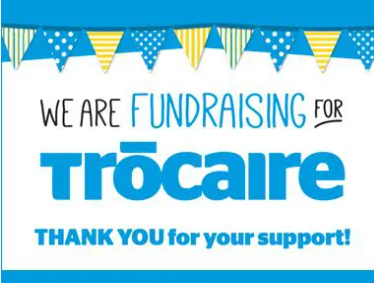 WE ARE FUNDRAISING FOR
Trōcaire
THANK YOU for your support!